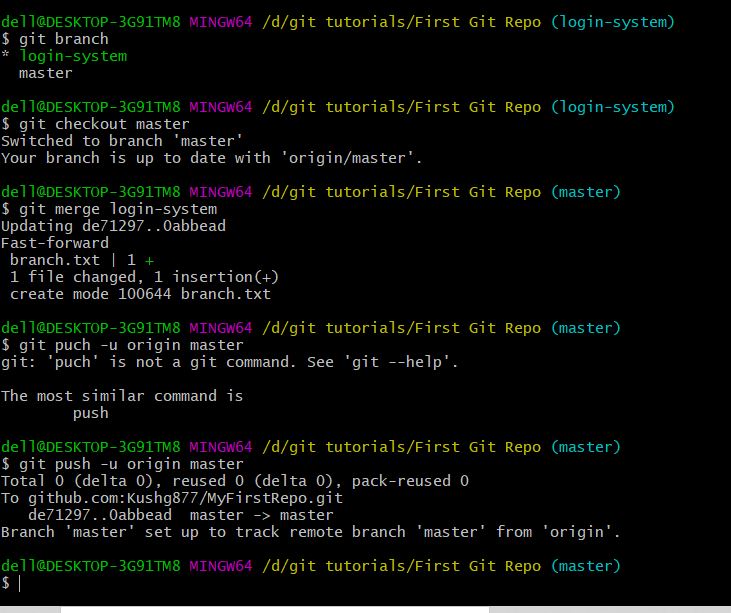 dell@DESKTOP-3G91TM8 MINGW64 /d/git tutorials/First Git Repo (login-system)
$ git branch
* login-system
  master

dell@DESKTOP-3G91TM8 MINGW64 /d/git tutorials/First Git Repo (login-system)
$ git checkout master
Switched to branch 'master'
Your branch is up to date with 'origin/master'.

dell@DESKTOP-3G91TM8 MINGW64 /d/git tutorials/First Git Repo (master)
$ git merge login-system
Updating de71297..0abbead
Fast-forward
 branch.txt | 1 +
 1 file changed, 1 insertion(+)
 create mode 100644 branch.txt

dell@DESKTOP-3G91TM8 MINGW64 /d/git tutorials/First Git Repo (master)
$ git puch -u origin master
git: 'puch' is not a git command. See 'git --help'.

The most similar command is
        push

dell@DESKTOP-3G91TM8 MINGW64 /d/git tutorials/First Git Repo (master)
$ git push -u origin master
Total 0 (delta 0), reused 0 (delta 0), pack-reused 0
To github.com:Kushg877/MyFirstRepo.git
   de71297..0abbead  master -> master
Branch 'master' set up to track remote branch 'master' from 'origin'.

dell@DESKTOP-3G91TM8 MINGW64 /d/git tutorials/First Git Repo (master)
$